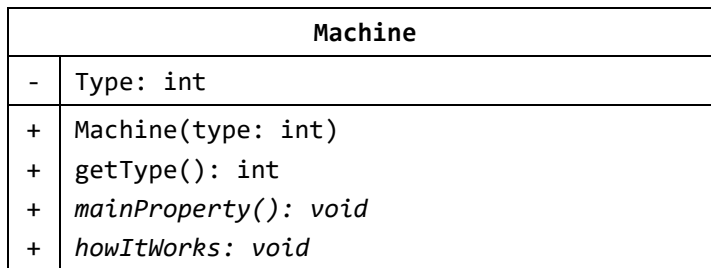 Machine
- Type: int
+ Machine(type: int)
+ getType(): int
+ mainProperty(): void
+ howItWorks: void